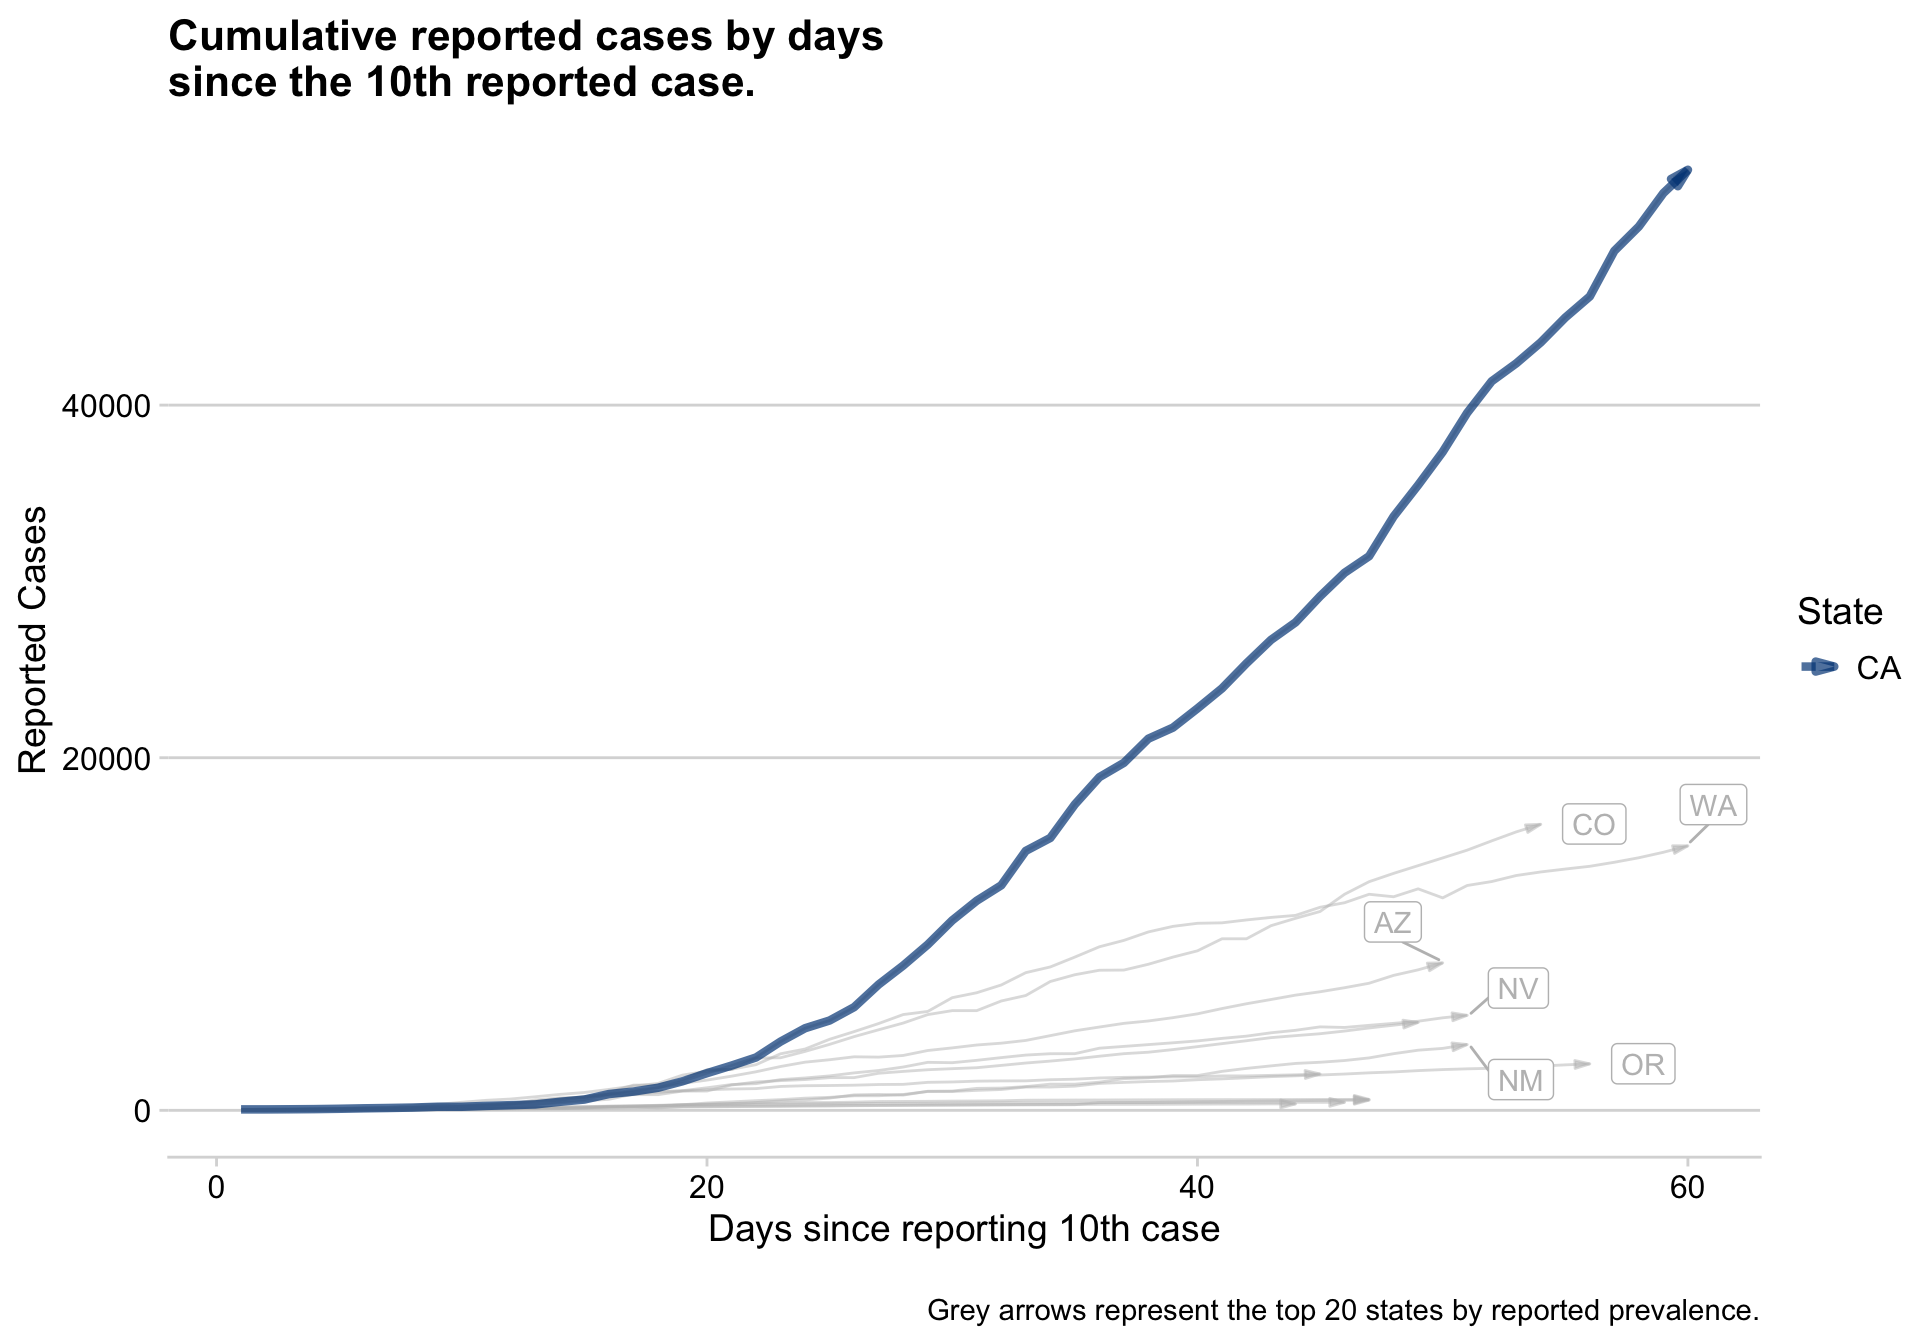 Cumulative reported cases by days
since the 10th reported case.
Reported Cases
40000
20000
0
CO
WA
AZ
NV
NM
OR
State
CA
0
20
40
60
Days since reporting 10th case
Grey arrows represent the top 20 states by reported prevalence.